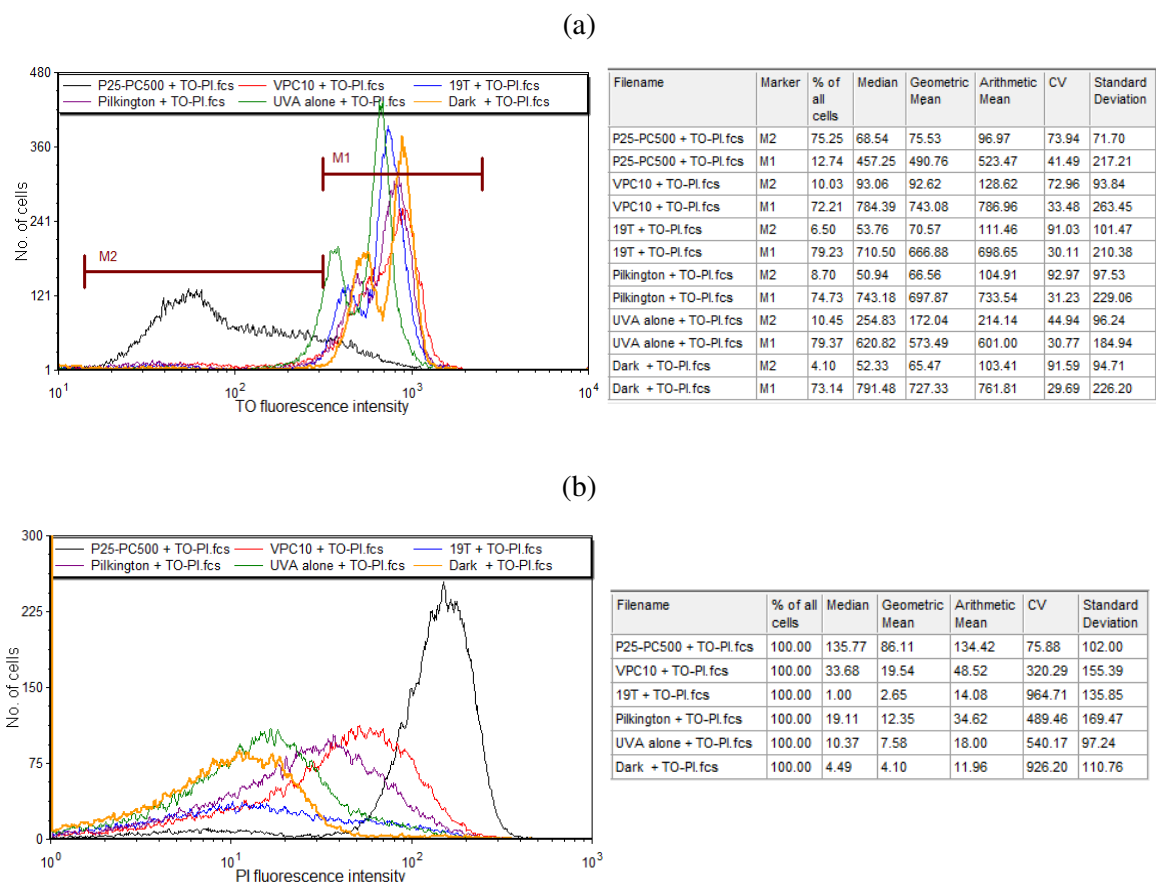 (a)
480
360
241
121
1
No. of cells
P25-PC500 + TO-PI.fcs VPC10 + TO-PI.fcs 19T + TO-PI.fcs
Pilkington + TO-PI.fcs UVA alone + TO-PI.fcs Dark + TO-PI.fcs
M1
M2
10¹ 10² 10³ 10⁴
TO fluorescence intensity
Filename Marker % of all cells Median Geometric Mean Arithmetic Mean CV Standard Deviation
P25-PC500 + TO-PI.fcs M2 75.25 68.54 75.53 96.97 73.94 71.70
P25-PC500 + TO-PI.fcs M1 12.74 457.25 490.76 523.47 41.49 217.21
VPC10 + TO-PI.fcs M2 10.03 93.06 92.62 128.62 72.96 93.84
VPC10 + TO-PI.fcs M1 72.21 784.39 743.08 786.96 33.48 263.45
19T + TO-PI.fcs M2 6.50 53.76 70.57 111.46 91.03 101.47
19T + TO-PI.fcs M1 79.23 710.50 666.88 698.65 30.11 210.38
Pilkington + TO-PI.fcs M2 8.70 50.94 66.56 104.91 92.97 97.53
Pilkington + TO-PI.fcs M1 74.73 743.18 697.87 733.54 31.23 229.06
UVA alone + TO-PI.fcs M2 10.45 254.83 172.04 214.14 44.94 96.24
UVA alone + TO-PI.fcs M1 79.37 620.82 573.49 601.00 30.77 184.94
Dark + TO-PI.fcs M2 4.10 52.33 65.47 103.41 91.59 94.71
Dark + TO-PI.fcs M1 73.14 791.48 727.33 761.81 29.69 226.20
(b)
300
225
150
75
0
No. of cells
P25-PC500 + TO-PI.fcs VPC10 + TO-PI.fcs 19T + TO-PI.fcs
Pilkington + TO-PI.fcs UVA alone + TO-PI.fcs Dark + TO-PI.fcs
10⁰ 10¹ 10² 10³
PI fluorescence intensity
Filename % of all cells Median Geometric Mean Arithmetic Mean CV Standard Deviation
P25-PC500 + TO-PI.fcs 100.00 135.77 86.11 134.42 75.88 102.00
VPC10 + TO-PI.fcs 100.00 33.68 19.54 48.52 320.29 155.39
19T + TO-PI.fcs 100.00 1.00 2.65 14.08 964.71 135.85
Pilkington + TO-PI.fcs 100.00 19.11 12.35 34.62 489.46 169.47
UVA alone + TO-PI.fcs 100.00 10.37 7.58 18.00 540.17 97.24
Dark + TO-PI.fcs 100.00 4.49 4.10 11.96 926.20 110.76